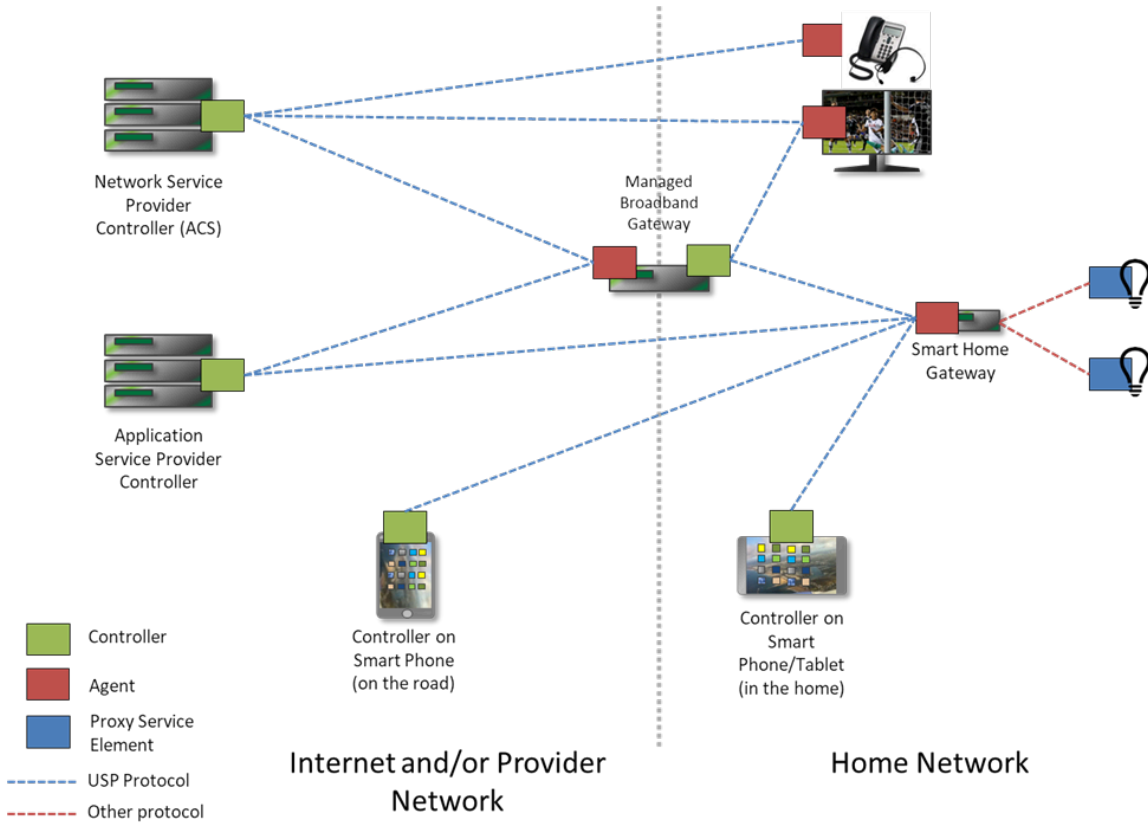 Network Service
Provider
Controller (ACS)
Managed
Broadband
Gateway
Smart Home
Gateway
Application
Service Provider
Controller
Controller on
Smart Phone
(on the road)
Controller on
Smart
Phone/Tablet
(in the home)
Controller
Agent
Proxy Service
Element
USP Protocol
Other protocol
Internet and/or Provider
Network
Home Network